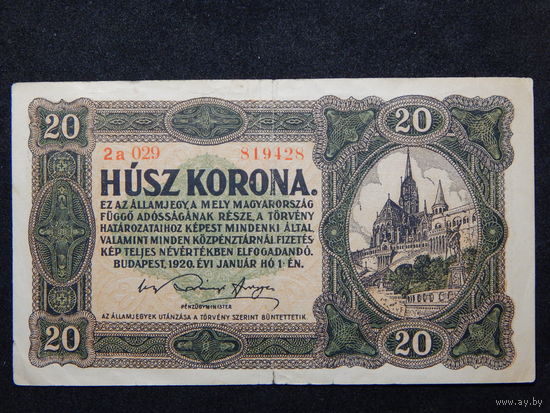 20
20
2a 029 819428
HÚSZ KORONA.
EZ AZ ÁLLAMJEGY, A MELY MAGYARORSZÁG
FÜGGŐ ADÓSSÁGÁNAK RÉSZE, A TÖRVÉNY
HATÁROZATAIHOZ KÉPEST MINDENKI ÁLTAL
VALAMINT MINDEN KÖZPÉNZTÁRNÁL FIZETÉS-
KÉP TELJES NÉVÉRTÉKBEN ELFOGADANDÓ.
BUDAPEST, 1920. ÉVI JANUÁR HÓ 1-ÉN.
PÉNZÜGYMINISTER
AZ ÁLLAMJEGYEK UTÁNZÁSA A TÖRVÉNY SZERINT BÜNTETTETIK
20
20
www.ay.by